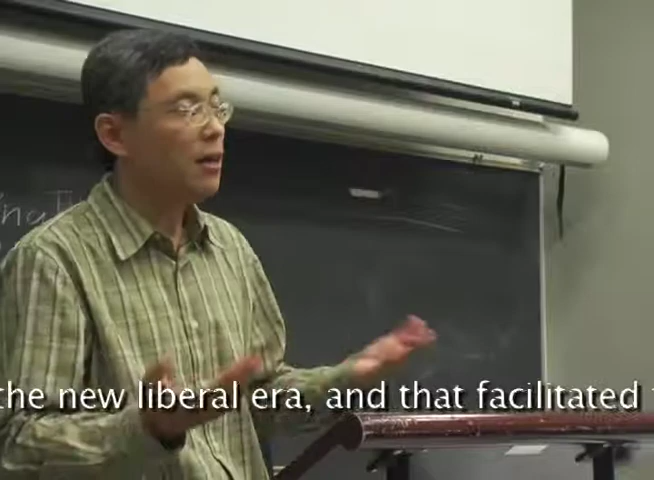 the new liberal era, and that facilitated